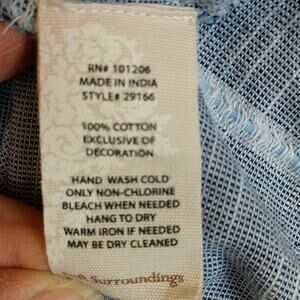 RN# 101206
MADE IN INDIA
STYLE# 29166
100% COTTON
EXCLUSIVE OF
DECORATION
HAND WASH COLD
ONLY NON-CHLORINE
BLEACH WHEN NEEDED
HANG TO DRY
WARM IRON IF NEEDED
MAY BE DRY CLEANED
Surroundings